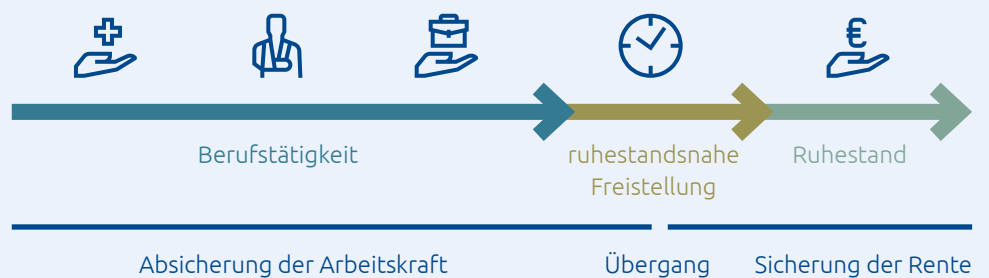 €
Berufstätigkeit
ruhestandsnahe
Freistellung
Ruhestand
Absicherung der Arbeitskraft
Übergang
Sicherung der Rente